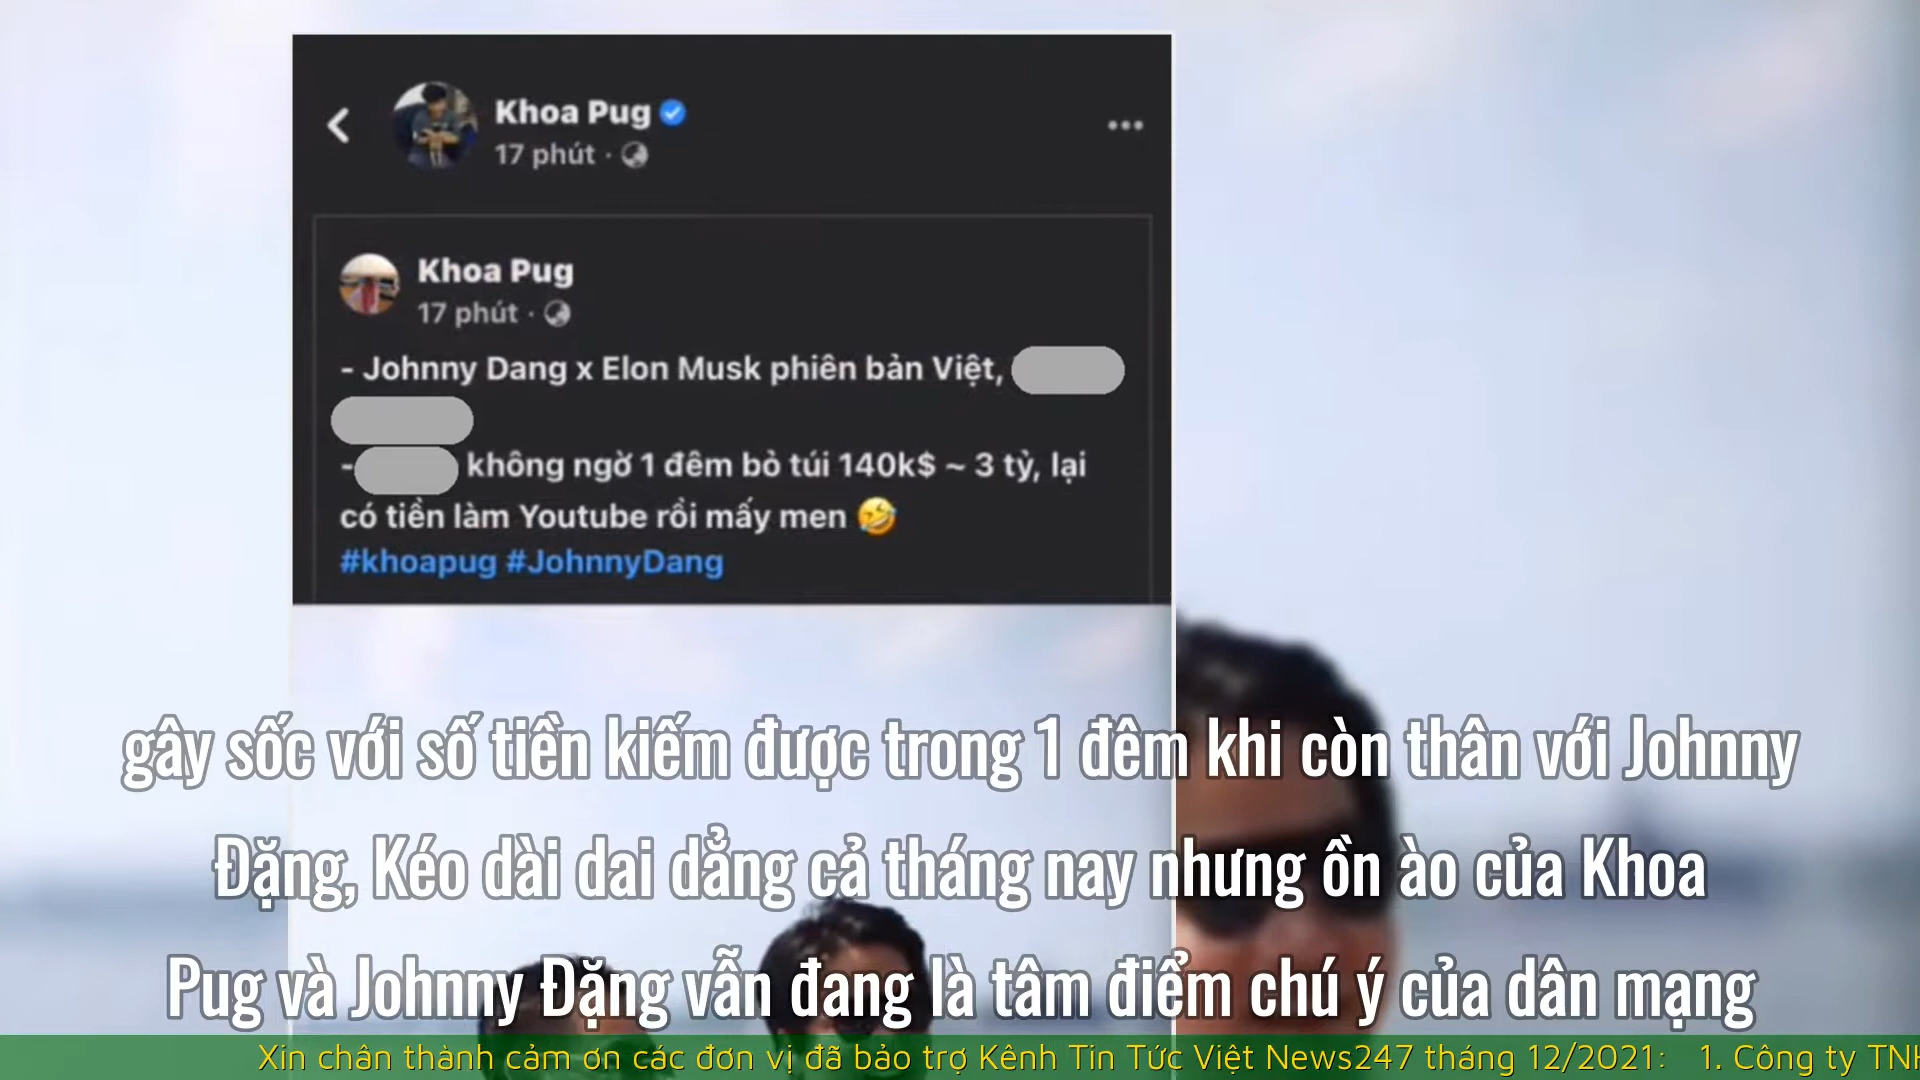 Khoa Pug
17 phút ·
Khoa Pug
17 phút ·
- Johnny Dang x Elon Musk phiên bản Việt,
- không ngờ 1 đêm bỏ túi 140k$ ~ 3 tỷ, lại
có tiền làm Youtube rồi mấy men 🤣
#khoapug #JohnnyDang
gây sốc với số tiền kiếm được trong 1 đêm khi còn thân với Johnny
Đặng, Kéo dài dai dẳng cả tháng nay nhưng ồn ào của Khoa
Pug và Johnny Đặng vẫn đang là tâm điểm chú ý của dân mạng
Xin chân thành cảm ơn các đơn vị đã bảo trợ Kênh Tin Tức Việt News247 tháng 12/2021: 1. Công ty TNH